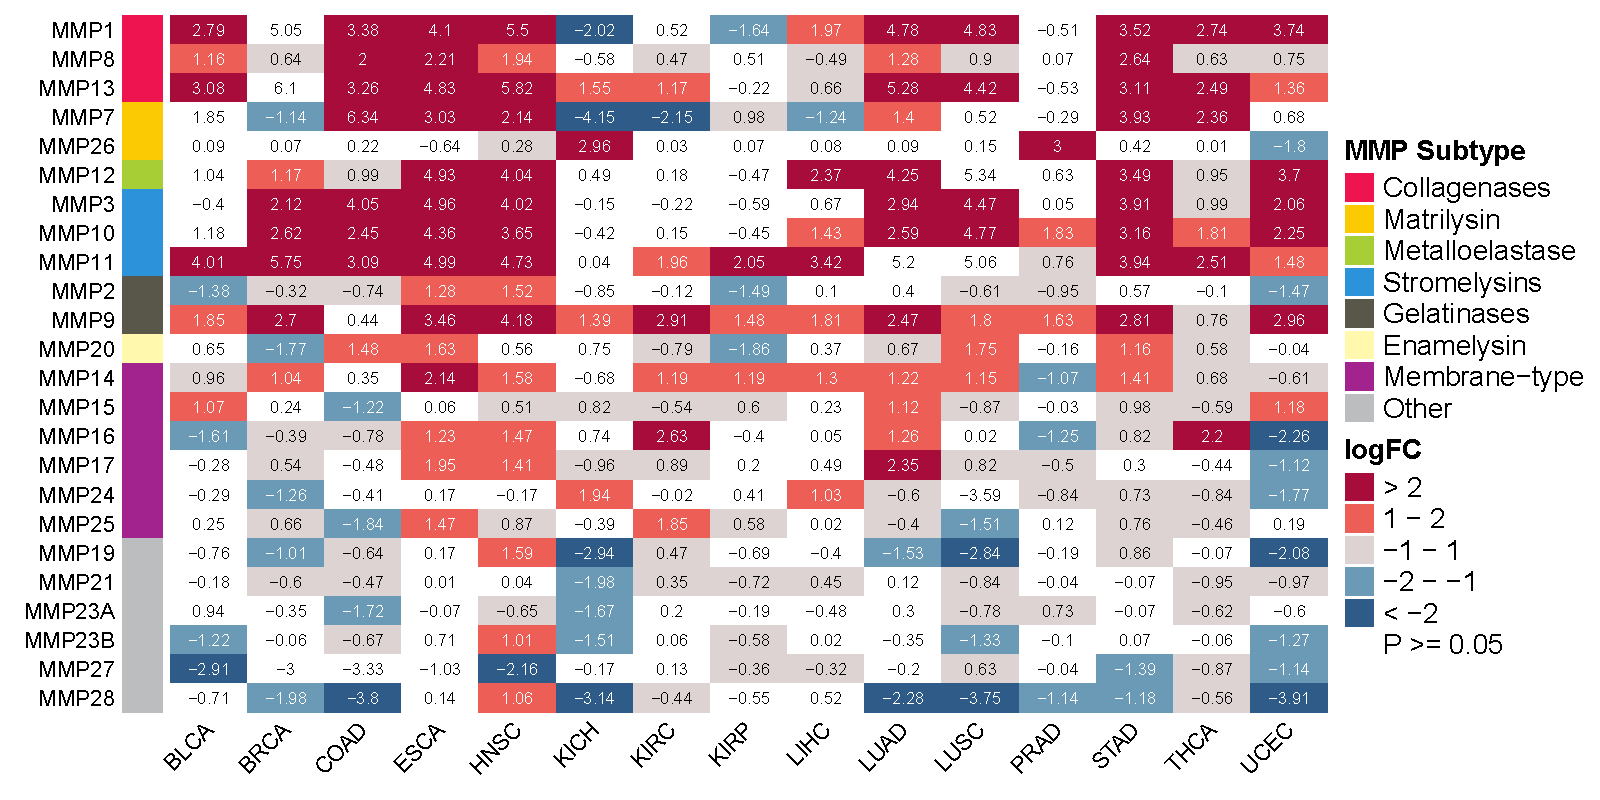 MMP1 2.79 5.05 3.38 4.1 5.5 −2.02 0.52 −1.64 1.97 4.78 4.83 −0.51 3.52 2.74 3.74
MMP8 1.16 0.64 2 2.21 1.94 −0.58 0.47 0.51 −0.49 1.28 0.9 0.07 2.64 0.63 0.75
MMP13 3.08 6.1 3.26 4.83 5.82 1.55 1.17 −0.22 0.66 5.28 4.42 −0.53 3.11 2.49 1.36
MMP7 1.85 −1.14 6.34 3.03 2.14 −4.15 −2.15 0.98 −1.24 1.4 0.52 −0.29 3.93 2.36 0.68
MMP26 0.09 0.07 0.22 −0.64 0.28 2.96 0.03 0.07 0.08 0.09 0.15 3 0.42 0.01 −1.8
MMP12 1.04 1.17 0.99 4.93 4.04 0.49 0.18 −0.47 2.37 4.25 5.34 0.63 3.49 0.95 3.7
MMP3 −0.4 2.12 4.05 4.96 4.02 −0.15 −0.22 −0.59 0.67 2.94 4.47 0.05 3.91 0.99 2.06
MMP10 1.18 2.62 2.45 4.36 3.65 −0.42 0.15 −0.45 1.43 2.59 4.77 1.83 3.16 1.81 2.25
MMP11 4.01 5.75 3.09 4.99 4.73 0.04 1.96 2.05 3.42 5.2 5.06 0.76 3.94 2.51 1.48
MMP2 −1.38 −0.32 −0.74 1.28 1.52 −0.85 −0.12 −1.49 0.1 0.4 −0.61 −0.95 0.57 −0.1 −1.47
MMP9 1.85 2.7 0.44 3.46 4.18 1.39 2.91 1.48 1.81 2.47 1.8 1.63 2.81 0.76 2.96
MMP20 0.65 −1.77 1.48 1.63 0.56 0.75 −0.79 −1.86 0.37 0.67 1.75 −0.16 1.16 0.58 −0.04
MMP14 0.96 1.04 0.35 2.14 1.58 −0.68 1.19 1.19 1.3 1.22 1.15 −1.07 1.41 0.68 −0.61
MMP15 1.07 0.24 −1.22 0.06 0.51 0.82 −0.54 0.6 0.23 1.12 −0.87 −0.03 0.98 −0.59 1.18
MMP16 −1.61 −0.39 −0.78 1.23 1.47 0.74 2.63 −0.4 0.05 1.26 0.02 −1.25 0.82 2.2 −2.26
MMP17 −0.28 0.54 −0.48 1.95 1.41 −0.96 0.89 0.2 0.49 2.35 0.82 −0.5 0.3 −0.44 −1.12
MMP24 −0.29 −1.26 −0.41 0.17 −0.17 1.94 −0.02 0.41 1.03 −0.6 −3.59 −0.84 0.73 −0.84 −1.77
MMP25 0.25 0.66 −1.84 1.47 0.87 −0.39 1.85 0.58 0.02 −0.4 −1.51 0.12 0.76 −0.46 0.19
MMP19 −0.76 −1.01 −0.64 0.17 1.59 −2.94 0.47 −0.69 −0.4 −1.53 −2.84 −0.19 0.86 −0.07 −2.08
MMP21 −0.18 −0.6 −0.47 0.01 0.04 −1.98 0.35 −0.72 0.45 0.12 −0.84 −0.04 −0.07 −0.95 −0.97
MMP23A 0.94 −0.35 −1.72 −0.07 −0.65 −1.67 0.2 −0.19 −0.48 0.3 −0.78 0.73 −0.07 −0.62 −0.6
MMP23B −1.22 −0.06 −0.67 0.71 1.01 −1.51 0.06 −0.58 0.02 −0.35 −1.33 −0.1 0.07 −0.06 −1.27
MMP27 −2.91 −3 −3.33 −1.03 −2.16 −0.17 0.13 −0.36 −0.32 −0.2 0.63 −0.04 −1.39 −0.87 −1.14
MMP28 −0.71 −1.98 −3.8 0.14 1.06 −3.14 −0.44 −0.55 0.52 −2.28 −3.75 −1.14 −1.18 −0.56 −3.91
BLCA BRCA COAD ESCA HNSC KICH KIRC KIRP LIHC LUAD LUSC PRAD STAD THCA UCEC
MMP Subtype
Collagenases
Matrilysin
Metalloelastase
Stromelysins
Gelatinases
Enamelysin
Membrane−type
Other
logFC
> 2
1 − 2
−1 − 1
−2 − −1
< −2
P >= 0.05